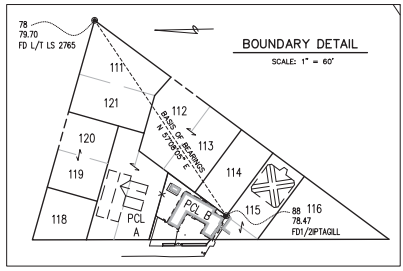 78
79.70
FD L/T LS 2765
BOUNDARY DETAIL
SCALE: 1" = 60'
111
121
112
113
BASIS OF BEARINGS
N 57°08'05" E
120
119
114
118
PCL
A
PCL B
115
116
88
78.47
FD1/2IPTAGILL